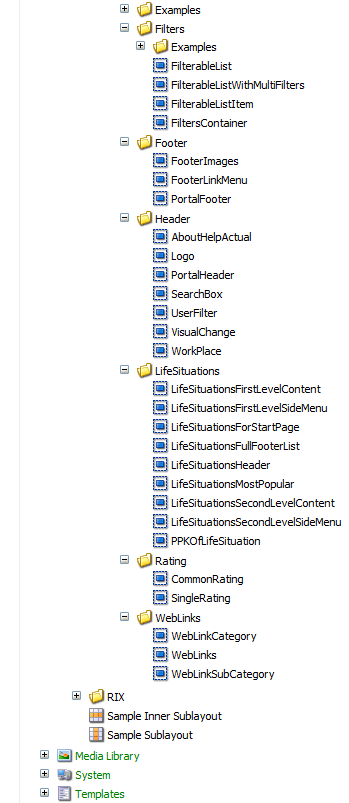 Examples
Filters
Examples
FilterableList
FilterableListWithMultiFilters
FilterableListItem
FiltersContainer
Footer
FooterImages
FooterLinkMenu
PortalFooter
Header
AboutHelpActual
Logo
PortalHeader
SearchBox
UserFilter
VisualChange
WorkPlace
LifeSituations
LifeSituationsFirstLevelContent
LifeSituationsFirstLevelSideMenu
LifeSituationsForStartPage
LifeSituationsFullFooterList
LifeSituationsHeader
LifeSituationsMostPopular
LifeSituationsSecondLevelContent
LifeSituationsSecondLevelSideMenu
PPKOfLifeSituation
Rating
CommonRating
SingleRating
WebLinks
WebLinkCategory
WebLinks
WebLinkSubCategory
RIX
Sample Inner Sublayout
Sample Sublayout
Media Library
System
Templates